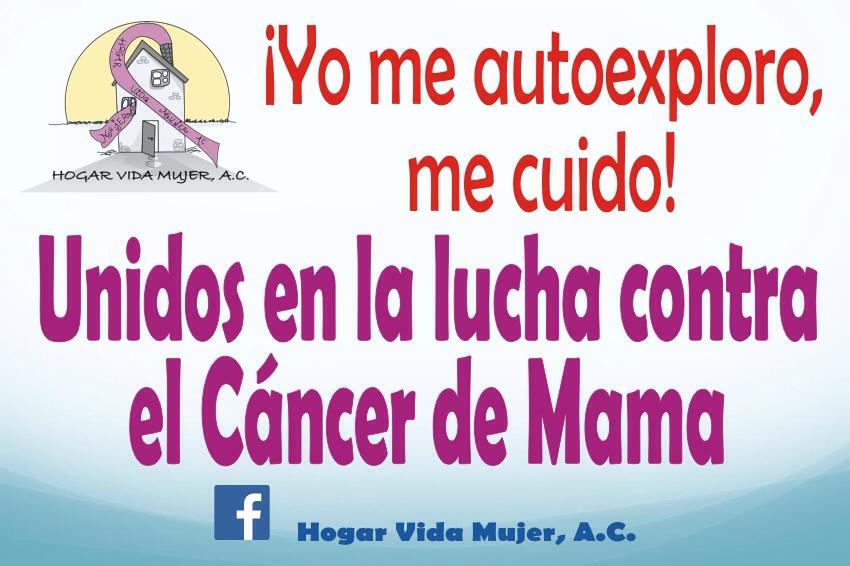 ¡Yo me autoexploro,
me cuido!
HOGAR VIDA MUJER, A.C.
Unidos en la lucha contra
el Cáncer de Mama
f Hogar Vida Mujer, A.C.